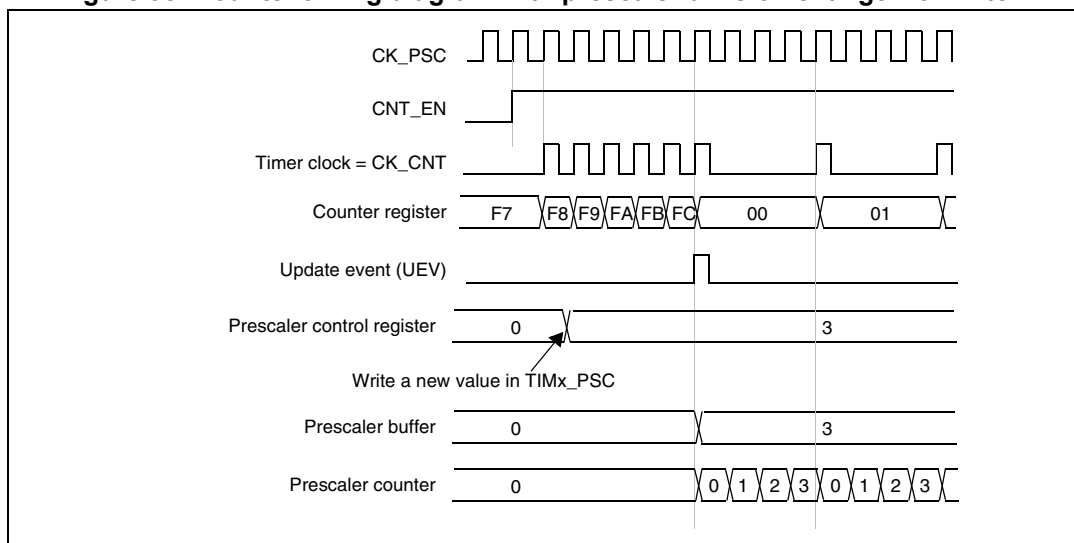 CK_PSC
CNT_EN
Timer clock = CK_CNT
Counter register F7 F8 F9 FA FB FC 00 01
Update event (UEV)
Prescaler control register 0 3
Write a new value in TIMx_PSC
Prescaler buffer 0 3
Prescaler counter 0 0 1 2 3 0 1 2 3